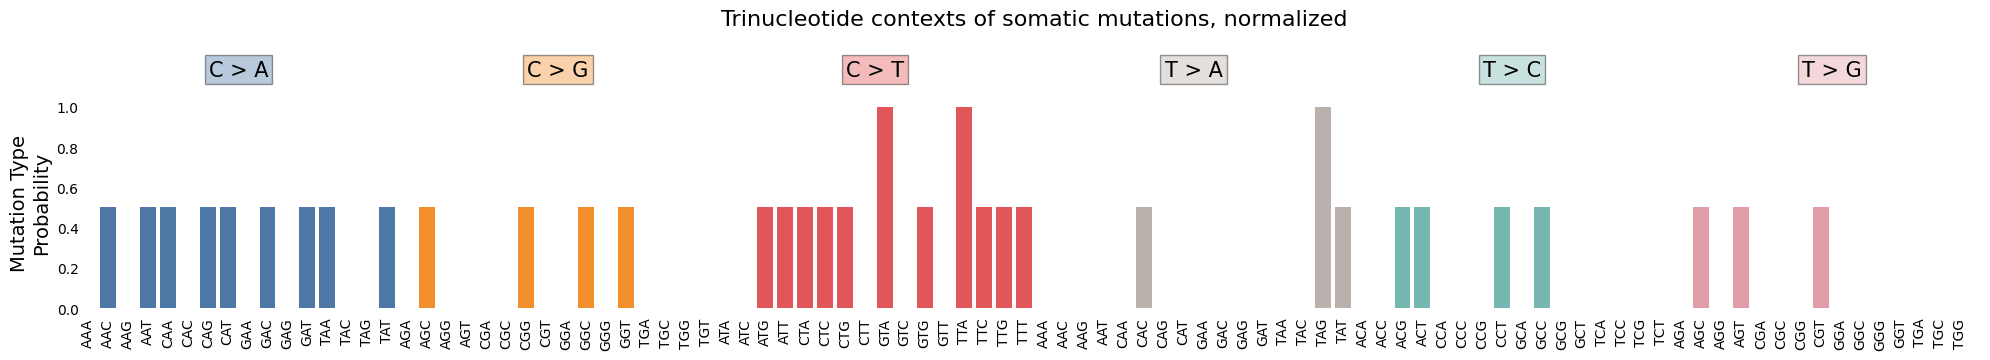 Trinucleotide contexts of somatic mutations, normalized
C > A
C > G
C > T
T > A
T > C
T > G
Mutation Type
Probability
1.0
0.8
0.6
0.4
0.2
0.0
AAA
AAC
AAG
AAT
CAA
CAC
CAG
CAT
GAA
GAC
GAG
GAT
TAA
TAC
TAG
TAT
AGA
AGC
AGG
AGT
CGA
CGC
CGG
CGT
GGA
GGC
GGG
GGT
TGA
TGC
TGG
TGT
ATA
ATC
ATG
ATT
CTA
CTC
CTG
CTT
GTA
GTC
GTG
GTT
TTA
TTC
TTG
TTT
AAA
AAC
AAG
AAT
CAA
CAC
CAG
CAT
GAA
GAC
GAG
GAT
TAA
TAC
TAG
TAT
ACA
ACC
ACG
ACT
CCA
CCC
CCG
CCT
GCA
GCC
GCG
GCT
TCA
TCC
TCG
TCT
AGA
AGC
AGG
AGT
CGA
CGC
CGG
CGT
GGA
GGC
GGG
GGT
TGA
TGC
TGG